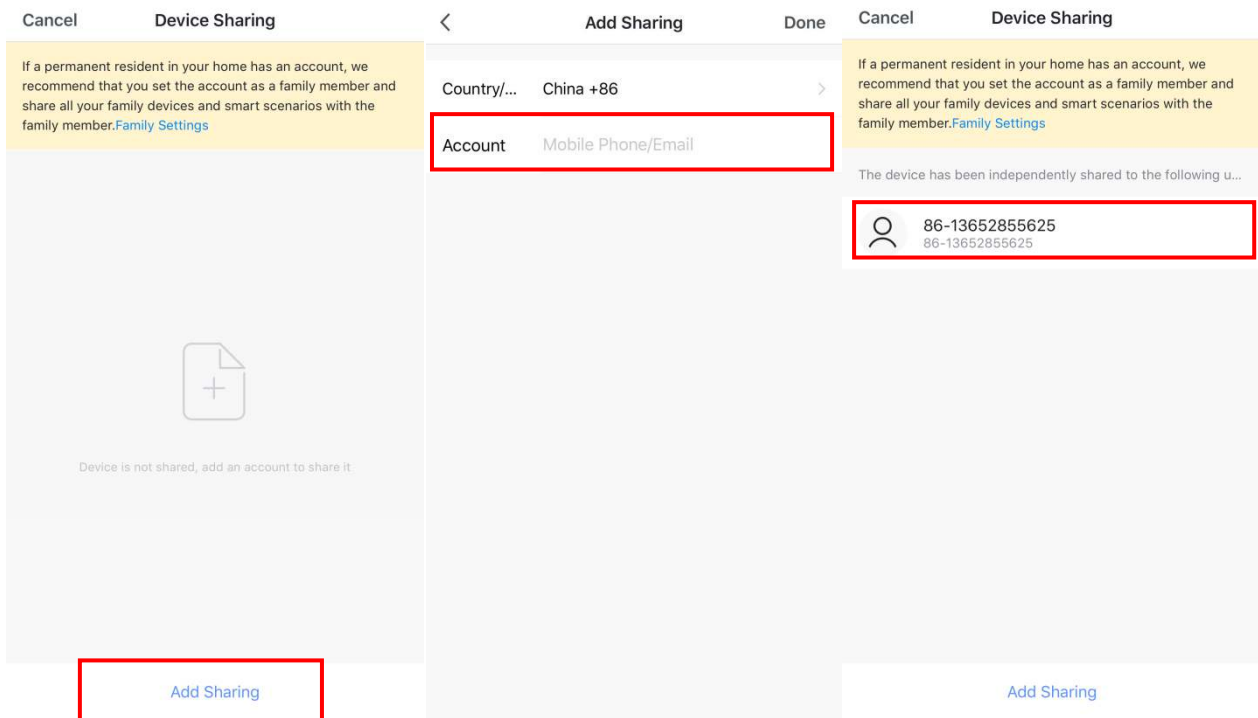 Cancel Device Sharing
If a permanent resident in your home has an account, we
recommend that you set the account as a family member and
share all your family devices and smart scenarios with the
family member.Family Settings
Device is not shared, add an account to share it
Add Sharing
Add Sharing Done
Country/... China +86
Account Mobile Phone/Email
Cancel Device Sharing
If a permanent resident in your home has an account, we
recommend that you set the account as a family member and
share all your family devices and smart scenarios with the
family member.Family Settings
The device has been independently shared to the following u...
86-13652855625
86-13652855625
Add Sharing